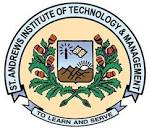 ST. ANDREWS INSTITUTE OF TECHNOLOGY & MANAGEMENT
TO LEARN AND SERVE